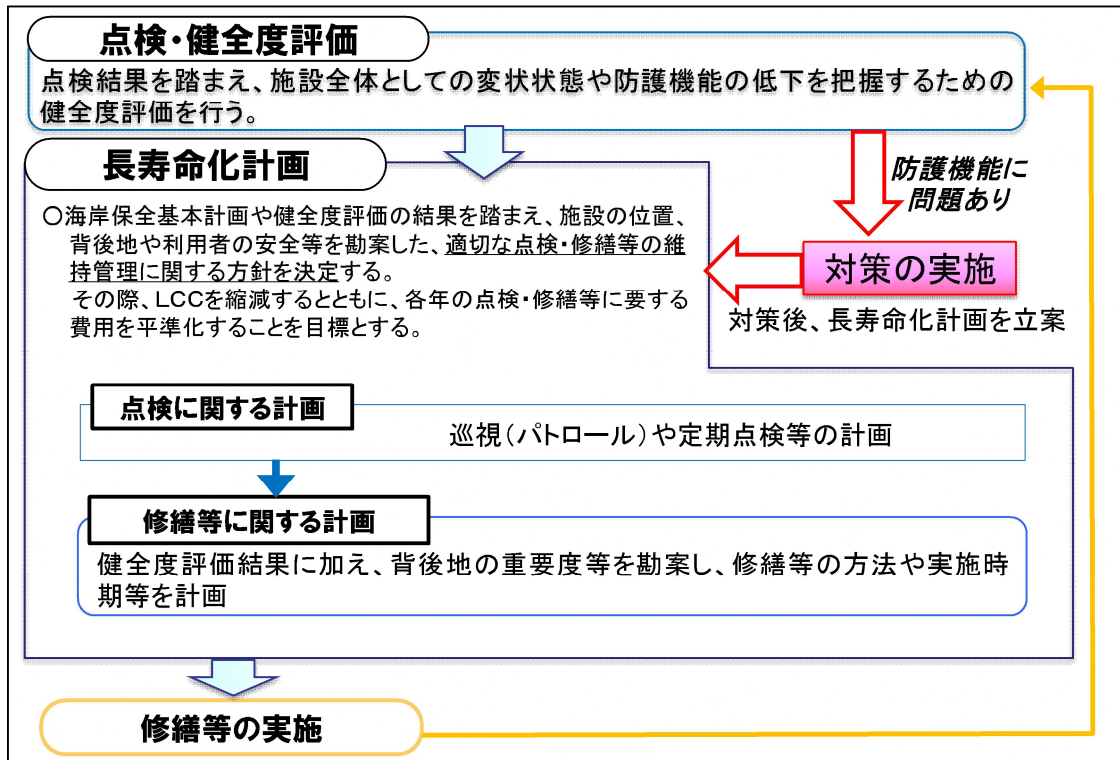 点検・健全度評価
点検結果を踏まえ、施設全体としての変状状態や防護機能の低下を把握するための
健全度評価を行う。
長寿命化計画
防護機能に
問題あり
○海岸保全基本計画や健全度評価の結果を踏まえ、施設の位置、
背後地や利用者の安全等を勘案した、適切な点検・修繕等の維
持管理に関する方針を決定する。
その際、LCCを縮減するとともに、各年の点検・修繕等に要する
費用を平準化することを目標とする。
対策の実施
対策後、長寿命化計画を立案
点検に関する計画
巡視(パトロール)や定期点検等の計画
修繕等に関する計画
健全度評価結果に加え、背後地の重要度等を勘案し、修繕等の方法や実施時
期等を計画
修繕等の実施